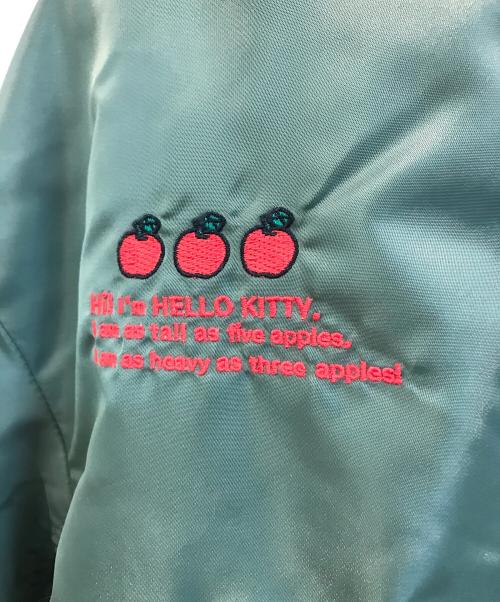 Hi! I'm HELLO KITTY.
I am as tall as five apples.
I am as heavy as three apples!